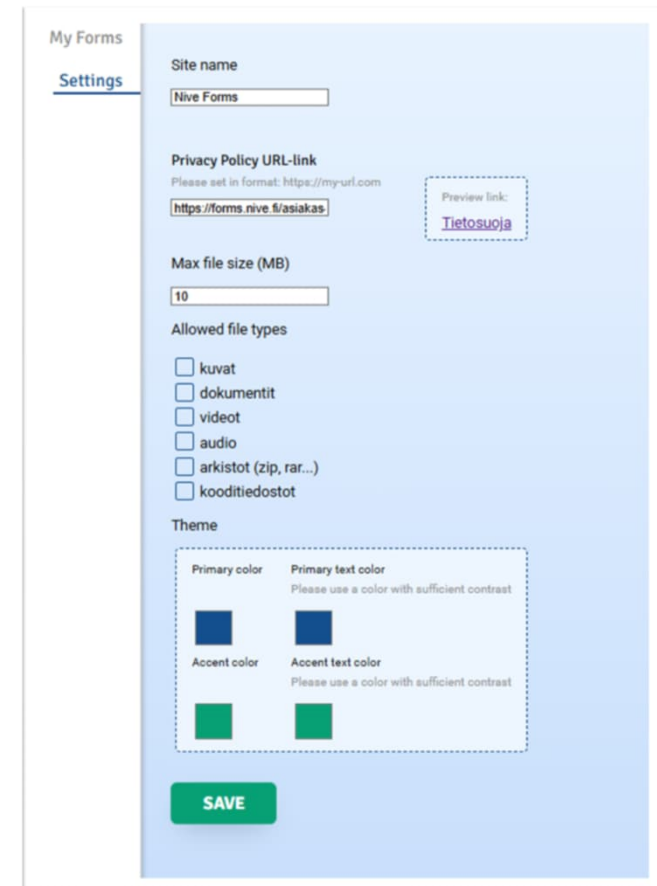 My Forms
Settings
Site name
Nive Forms
Privacy Policy URL-link
Please set in format: https://my-url.com
https://forms.nive.fi/asiakas-
Preview link:
Tietosuoja
Max file size (MB)
10
Allowed file types
kuvat
dokumentit
videot
audio
arkistot (zip, rar...)
kooditiedostot
Theme
Primary color
Primary text color
Please use a color with sufficient contrast
Accent color
Accent text color
Please use a color with sufficient contrast
SAVE